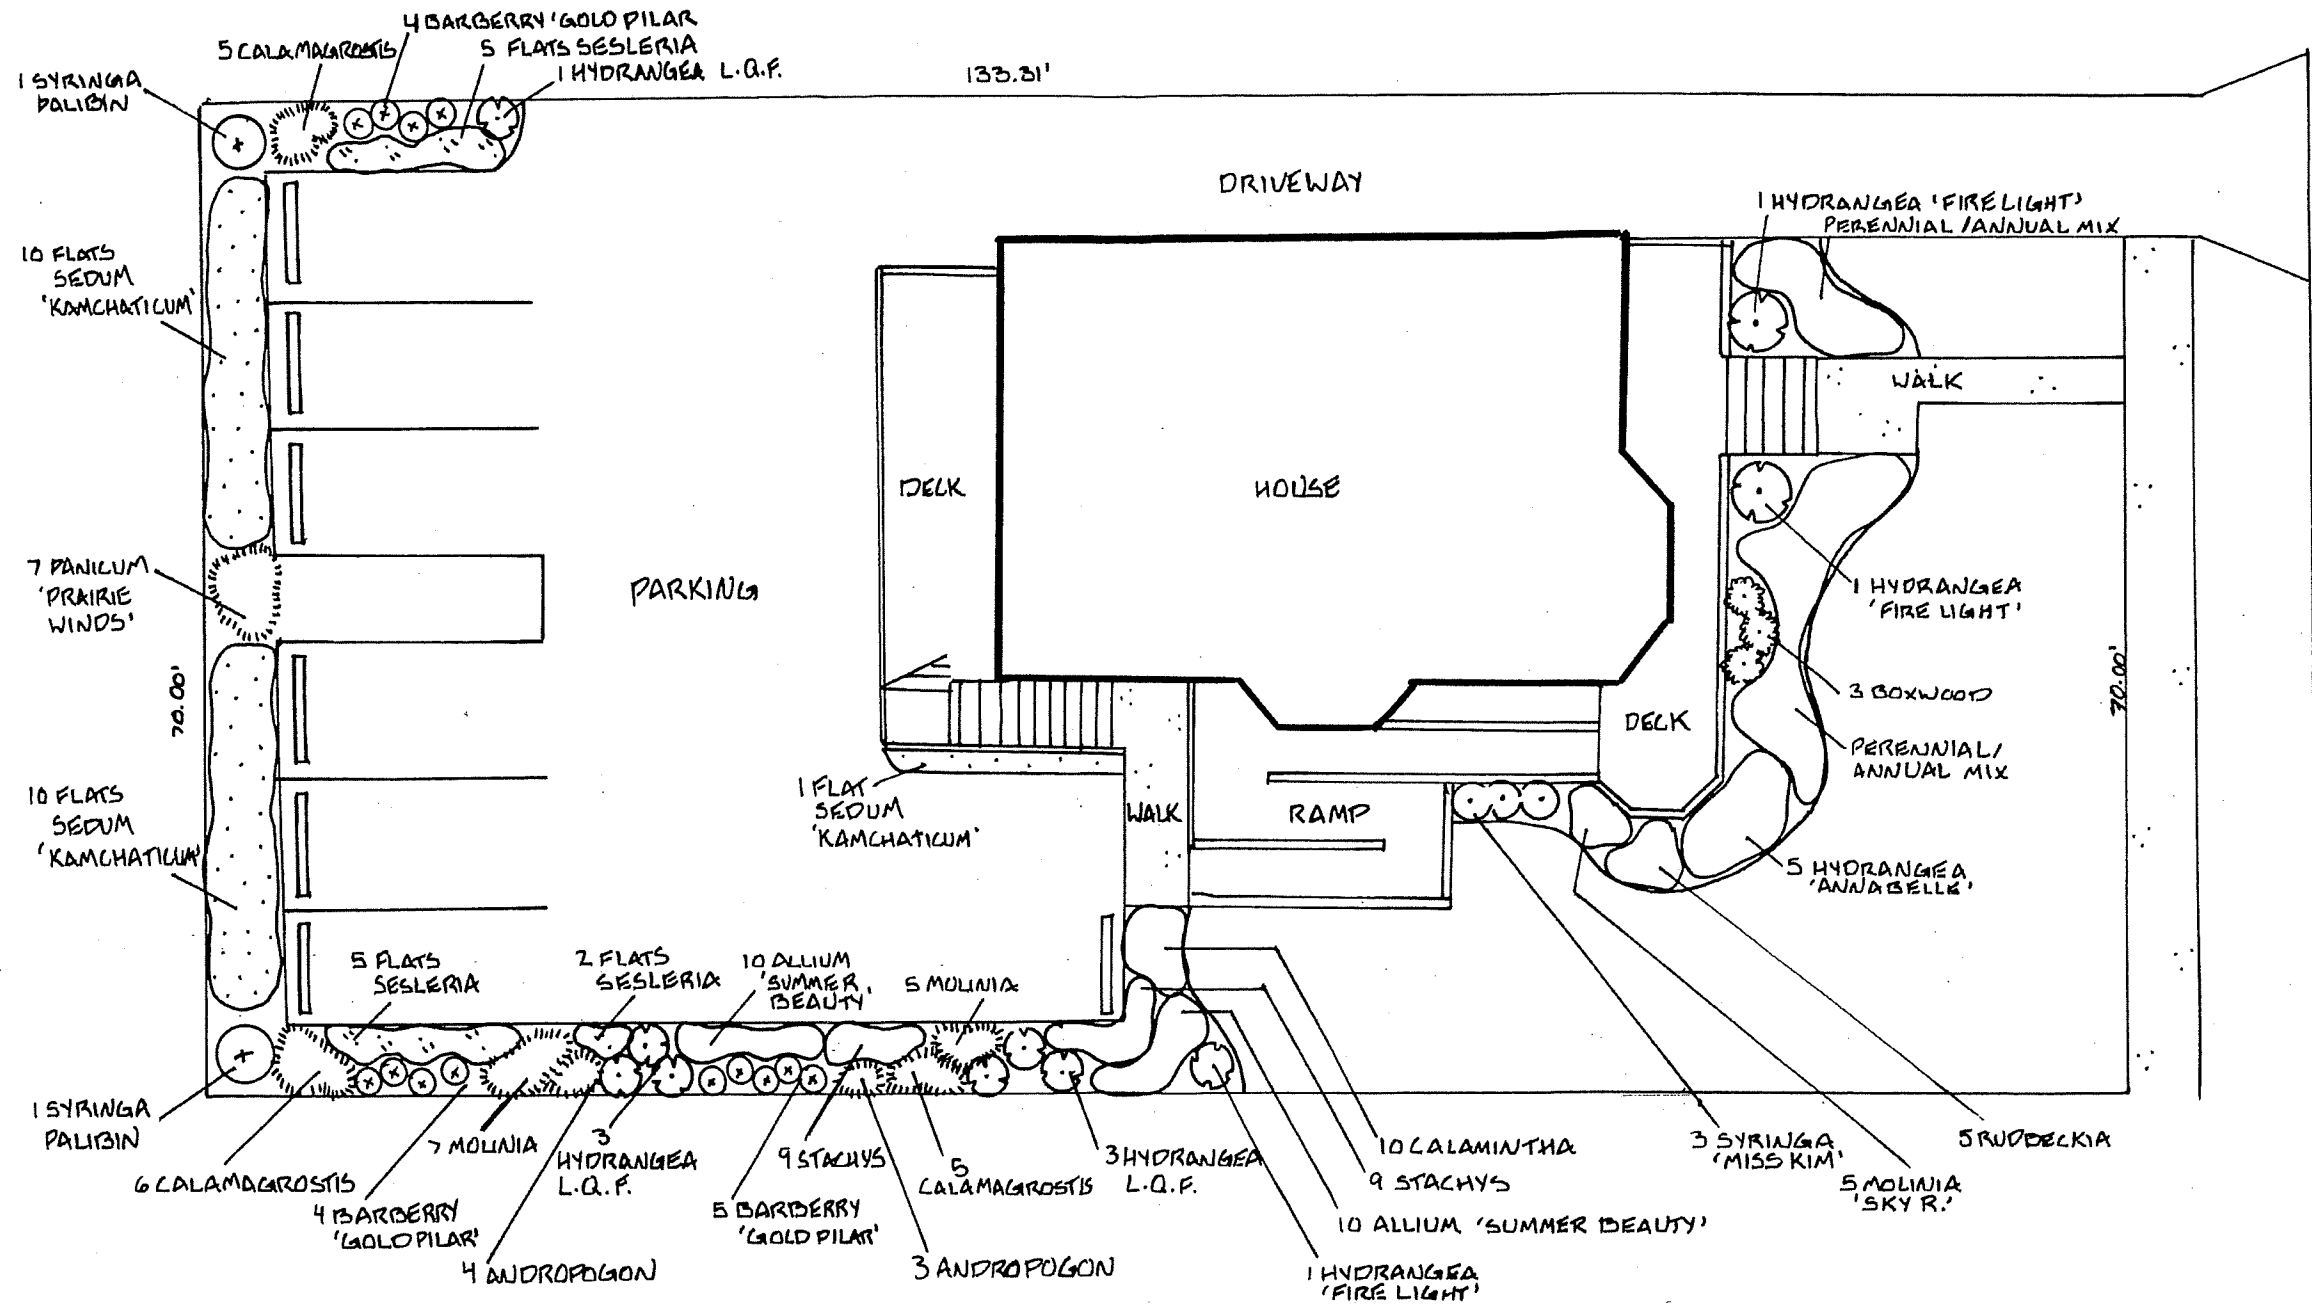 4 BARBERRY 'GOLD PILAR
5 CALAMAGROSTIS
5 FLATS SESLERIA
1 HYDRANGEA L.Q.F.
133.31'
1 SYRINGA
PALIBIN
DRIVEWAY
1 HYDRANGEA 'FIRELIGHT'
PERENNIAL /ANNUAL MIX
10 FLATS
SEDUM
'KAMCHATICUM'
WALK
DECK
HOUSE
7 PANICUM
'PRAIRIE
WINDS'
PARKING
1 HYDRANGEA
'FIRE LIGHT'
70.00'
70.00'
3 BOXWOOD
DECK
PERENNIAL/
ANNUAL MIX
10 FLATS
SEDUM
'KAMCHATICUM'
1 FLAT
SEDUM
'KAMCHATICUM'
WALK
RAMP
5 HYDRANGEA
'ANNABELLE'
5 FLATS
SESLERIA
2 FLATS
SESLERIA
10 ALLIUM
'SUMMER
BEAUTY'
5 MOLINIA
1 SYRINGA
PALIBIN
6 CALAMAGROSTIS
4 BARBERRY
'GOLD PILAR'
7 MOLINIA
4 ANDROPOGON
3
HYDRANGEA
L.Q.F.
9 STACHYS
5 BARBERRY
'GOLD PILAR'
5
CALAMAGROSTIS
3 ANDROPOGON
3 HYDRANGEA
L.Q.F.
10 CALAMINTHA
9 STACHYS
10 ALLIUM 'SUMMER BEAUTY'
1 HYDRANGEA
'FIRE LIGHT'
3 SYRINGA
'MISS KIM'
5 MOLINIA
'SKY R.'
5 RUDBECKIA